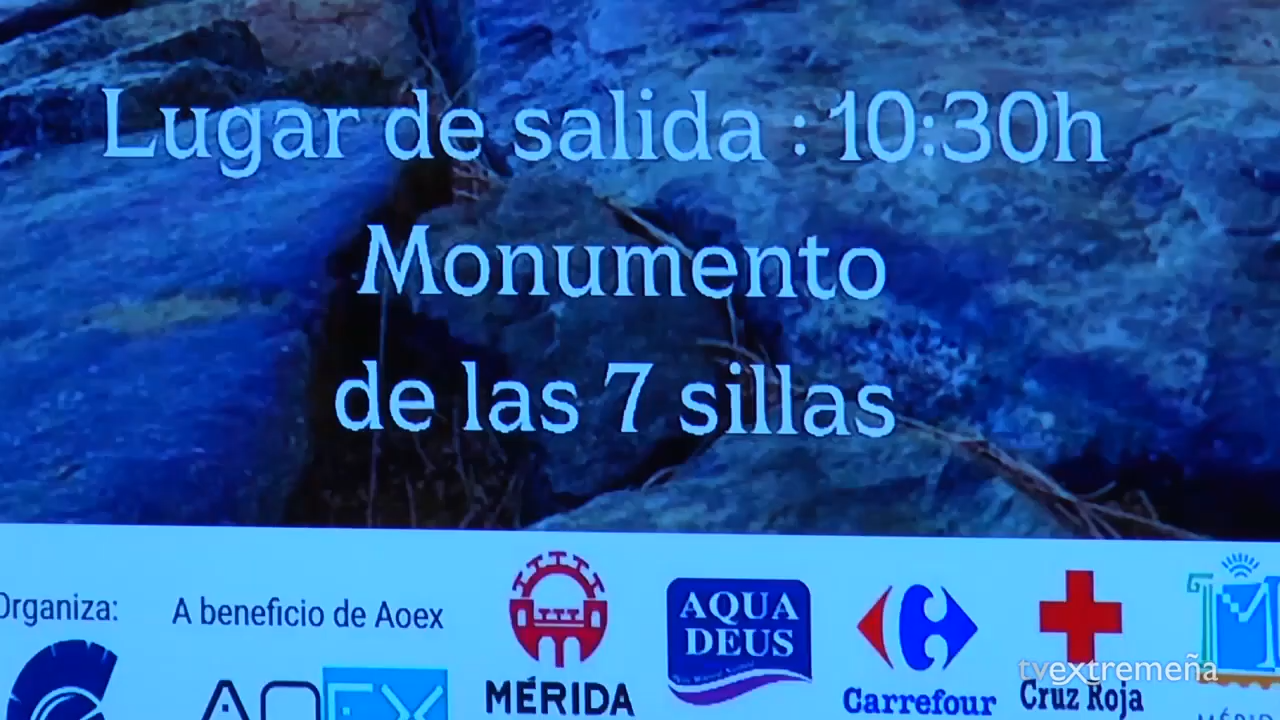 Lugar de salida : 10:30h
Monumento
de las 7 sillas
Organiza:
A beneficio de Aoex
AOEX
MÉRIDA
AQUA
DEUS
Carrefour
Cruz Roja
tvextremeña